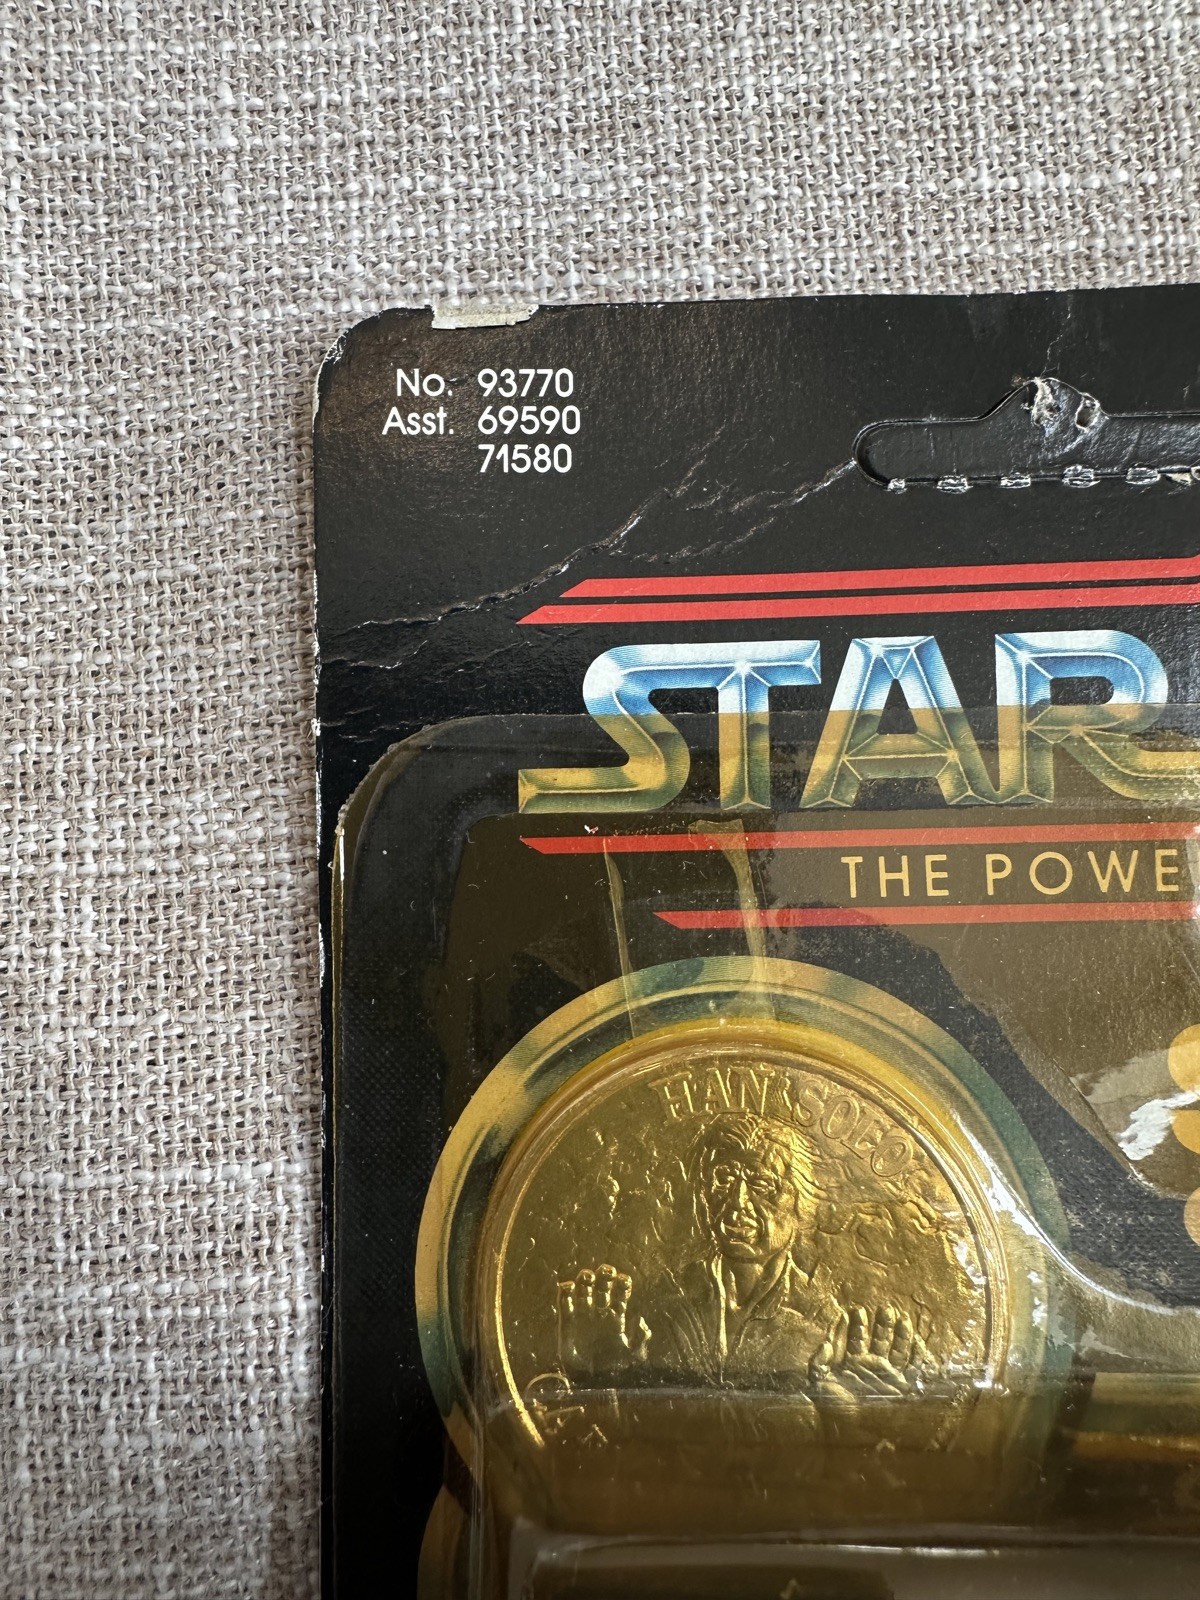 No. 93770
Asst. 69590
71580
STAR
THE POWE
HAN SOLO